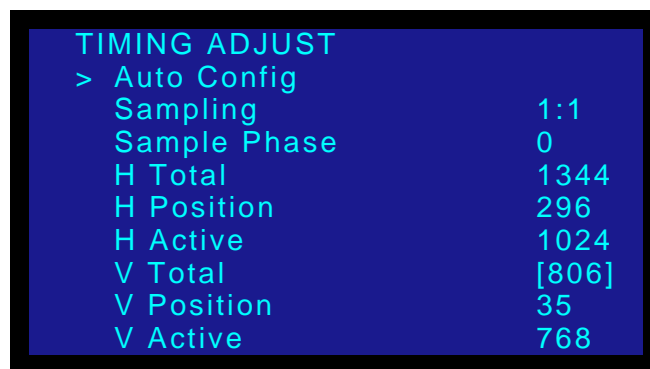 TIMING ADJUST
> Auto Config
Sampling 1:1
Sample Phase 0
H Total 1344
H Position 296
H Active 1024
V Total [806]
V Position 35
V Active 768